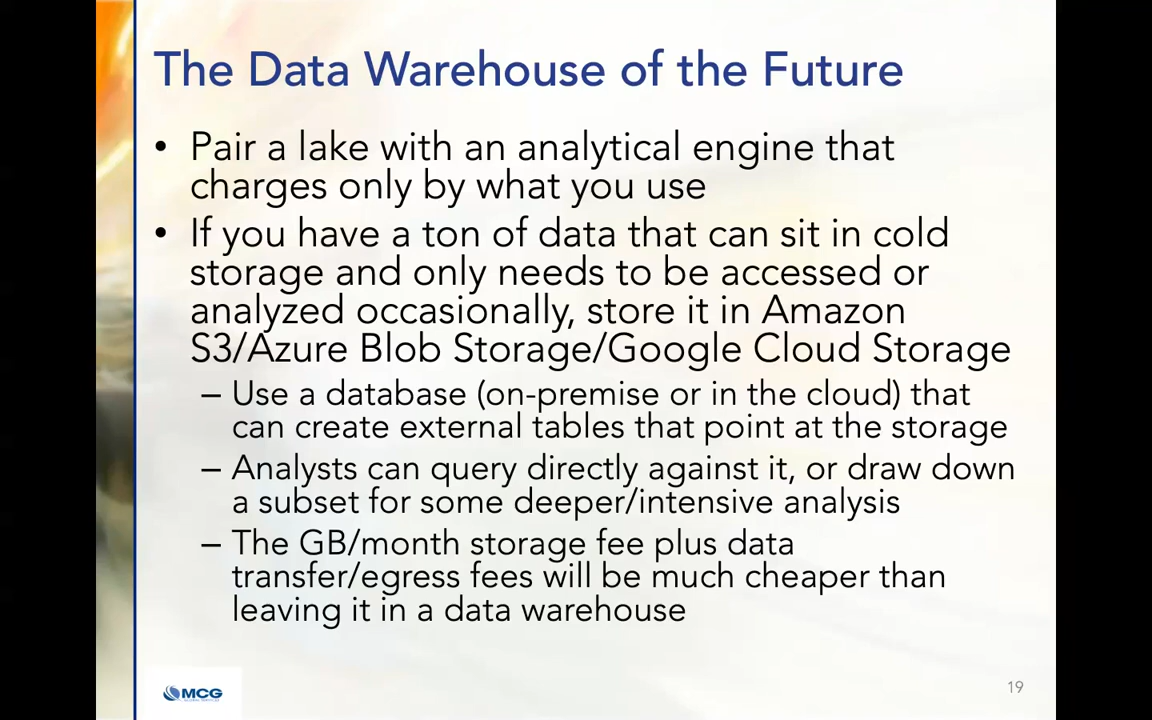 The Data Warehouse of the Future
• Pair a lake with an analytical engine that
charges only by what you use
• If you have a ton of data that can sit in cold
storage and only needs to be accessed or
analyzed occasionally, store it in Amazon
S3/Azure Blob Storage/Google Cloud Storage
– Use a database (on-premise or in the cloud) that
can create external tables that point at the storage
– Analysts can query directly against it, or draw down
a subset for some deeper/intensive analysis
– The GB/month storage fee plus data
transfer/egress fees will be much cheaper than
leaving it in a data warehouse
MCG
19